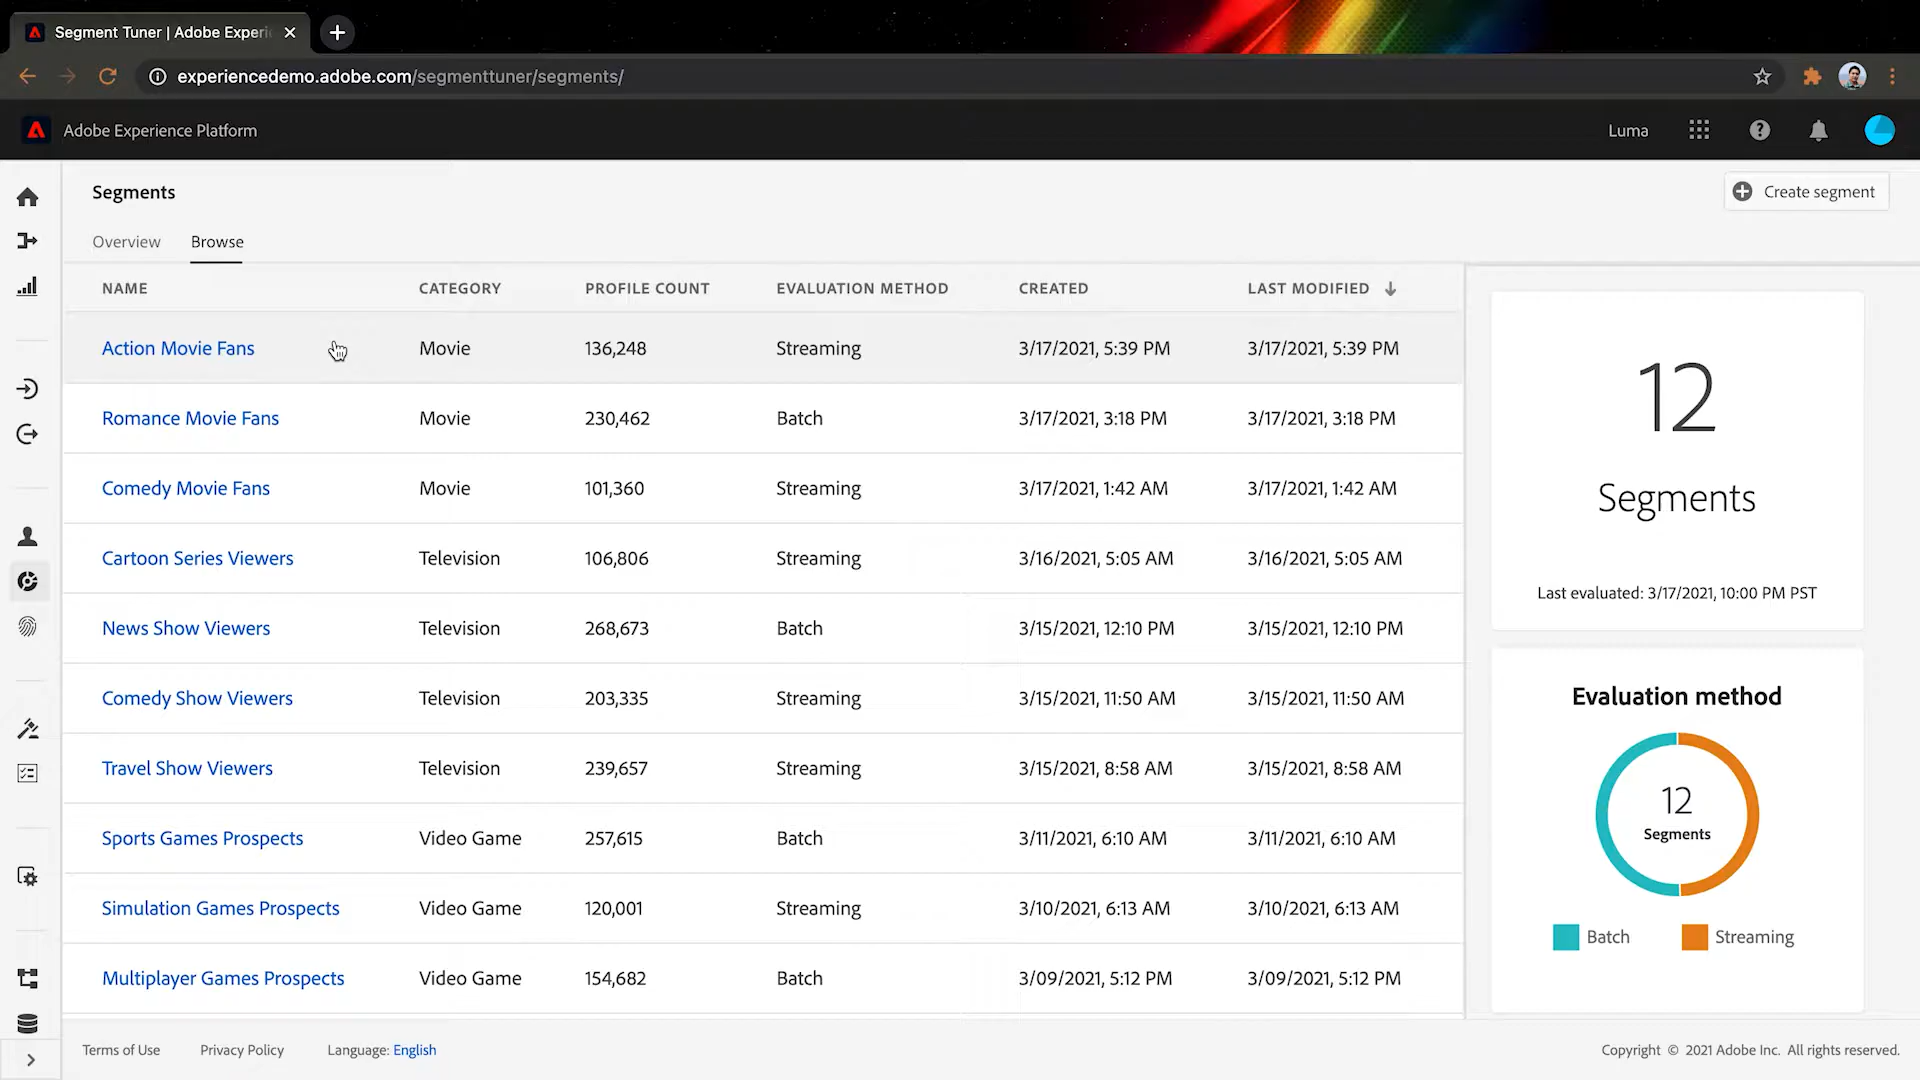 Segment Tuner | Adobe Experi
experiencedemo.adobe.com/segmenttuner/segments/
Adobe Experience Platform
Luma
Segments
Create segment
Overview
Browse
NAME CATEGORY PROFILE COUNT EVALUATION METHOD CREATED LAST MODIFIED
Action Movie Fans Movie 136,248 Streaming 3/17/2021, 5:39 PM 3/17/2021, 5:39 PM
Romance Movie Fans Movie 230,462 Batch 3/17/2021, 3:18 PM 3/17/2021, 3:18 PM
Comedy Movie Fans Movie 101,360 Streaming 3/17/2021, 1:42 AM 3/17/2021, 1:42 AM
Cartoon Series Viewers Television 106,806 Streaming 3/16/2021, 5:05 AM 3/16/2021, 5:05 AM
News Show Viewers Television 268,673 Batch 3/15/2021, 12:10 PM 3/15/2021, 12:10 PM
Comedy Show Viewers Television 203,335 Streaming 3/15/2021, 11:50 AM 3/15/2021, 11:50 AM
Travel Show Viewers Television 239,657 Streaming 3/15/2021, 8:58 AM 3/15/2021, 8:58 AM
Sports Games Prospects Video Game 257,615 Batch 3/11/2021, 6:10 AM 3/11/2021, 6:10 AM
Simulation Games Prospects Video Game 120,001 Streaming 3/10/2021, 6:13 AM 3/10/2021, 6:13 AM
Multiplayer Games Prospects Video Game 154,682 Batch 3/09/2021, 5:12 PM 3/09/2021, 5:12 PM
12
Segments
Last evaluated: 3/17/2021, 10:00 PM PST
Evaluation method
12
Segments
Batch Streaming
Terms of Use Privacy Policy Language: English
Copyright © 2021 Adobe Inc. All rights reserved.